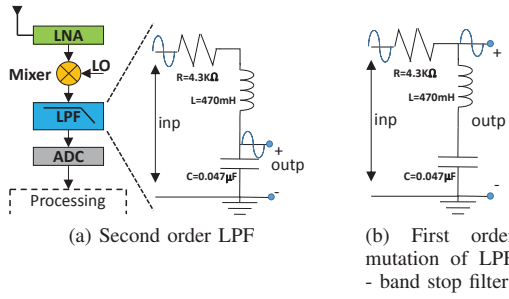 LNA
Mixer
LO
LPF
ADC
Processing
R=4.3KΩ
L=470mH
inp
+
outp
C=0.047µF
-
(a) Second order LPF
R=4.3KΩ
+
L=470mH
inp
outp
C=0.047µF
-
(b) First order
mutation of LPF
- band stop filter